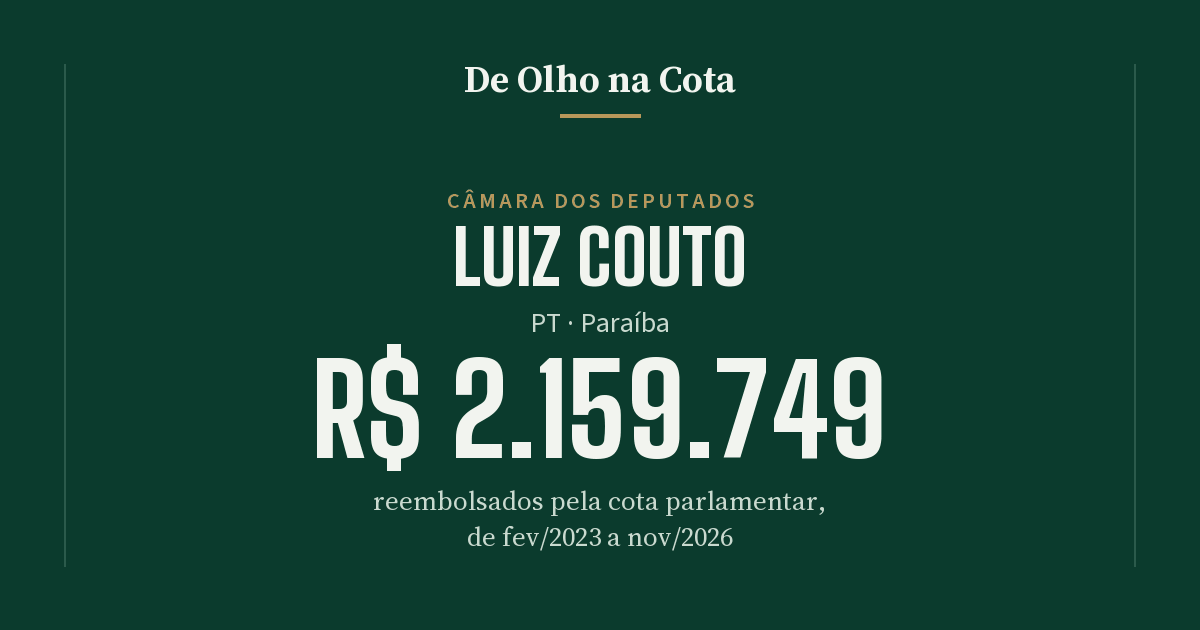 De Olho na Cota
CÂMARA DOS DEPUTADOS
LUIZ COUTO
PT · Paraíba
R$ 2.159.749
reembolsados pela cota parlamentar,
de fev/2023 a nov/2026